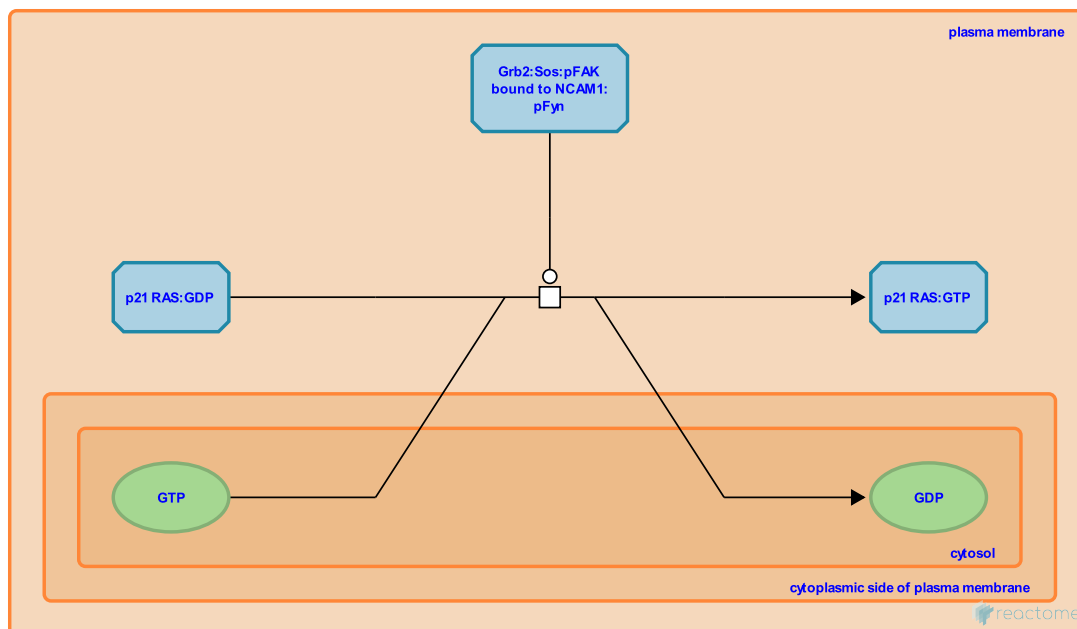 plasma membrane
Grb2:Sos:pFAK
bound to NCAM1:
pFyn
p21 RAS:GDP
p21 RAS:GTP
GTP
GDP
cytosol
cytoplasmic side of plasma membrane
reactome